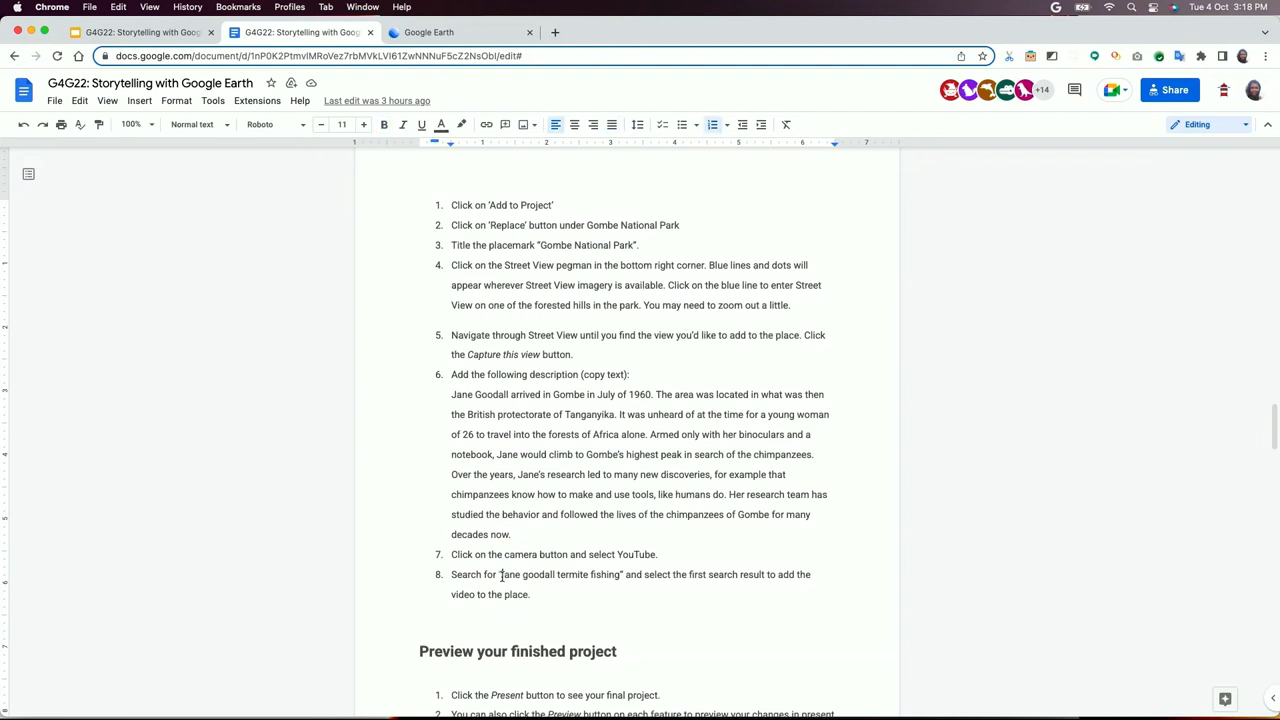 Chrome File Edit View History Bookmarks Profiles Tab Window Help Tue 4 Oct 3:18 PM
G4G22: Storytelling with Google Ear G4G22: Storytelling with Goog Google Earth
docs.google.com/document/d/
G4G22: Storytelling with Google Earth
File Edit View Insert Format Tools Extensions Help Last edit was 3 hours ago
+14 Share
100% Normal text Roboto 11 Editing
1. Click on ‘Add to Project’
2. Click on ‘Replace’ button under Gombe National Park
3. Title the placemark “Gombe National Park”.
4. Click on the Street View pegman in the bottom right corner. Blue lines and dots will
appear wherever Street View imagery is available. Click on the blue line to enter Street
View on one of the forested hills in the park. You may need to zoom out a little.
5. Navigate through Street View until you find the view you’d like to add to the place. Click
the Capture this view button.
6. Add the following description (copy text):
Jane Goodall arrived in Gombe in July of 1960. The area was located in what was then
the British protectorate of Tanganyika. It was unheard of at the time for a young woman
of 26 to travel into the forests of Africa alone. Armed only with her binoculars and a
notebook, Jane would climb to Gombe’s highest peak in search of the chimpanzees.
Over the years, Jane’s research led to many new discoveries, for example that
chimpanzees know how to make and use tools, like humans do. Her research team has
studied the behavior and followed the lives of the chimpanzees of Gombe for many
decades now.
7. Click on the camera button and select YouTube.
8. Search for “jane goodall termite fishing” and select the first search result to add the
video to the place.
Preview your finished project
1. Click the Present button to see your final project.
2. You can also click the Preview button on each feature to preview your changes in present